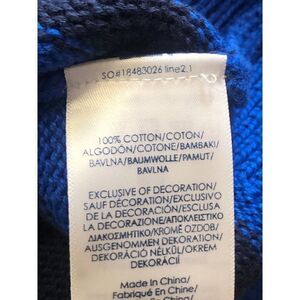 SO#18483026 line2.1
100% COTTON/COTON/
ALGODÓN/COTONE/BAMBAKI/
BAVLNA/BAUMWOLLE/PAMUT/
BAVLNA
EXCLUSIVE OF DECORATION/
SAUF DÉCORATION/EXCLUSIVO
DE LA DECORACIÓN/ESCLUSA
LA DECORAZIONE/ΑΠΟΚΛΕΙΣΤΙΚΟ
ΔΙΑΚΟΣΜΗΤΙΚΟ/KROMĚ OZDOB/
AUSGENOMMEN DEKORATION/
DEKORÁCIÓ NÉLKÜL/OKREM
DEKORÁCIÍ
Made In China/
Fabriqué En Chine/